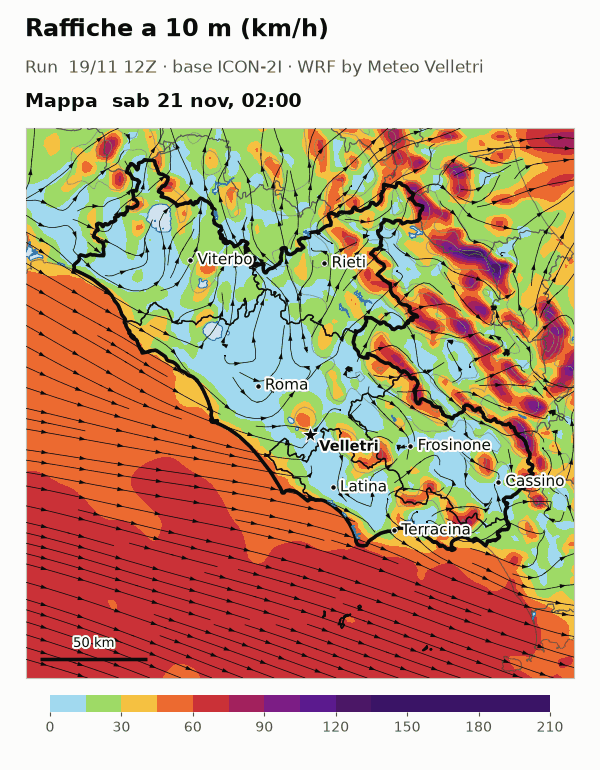 Raffiche a 10 m (km/h)
Run  19/11 12Z · base ICON-2I · WRF by Meteo Velletri
Mappa  sab 21 nov, 02:00
Viterbo
Rieti
Roma
Velletri
Frosinone
Latina
Cassino
Terracina
50 km
0 30 60 90 120 150 180 210